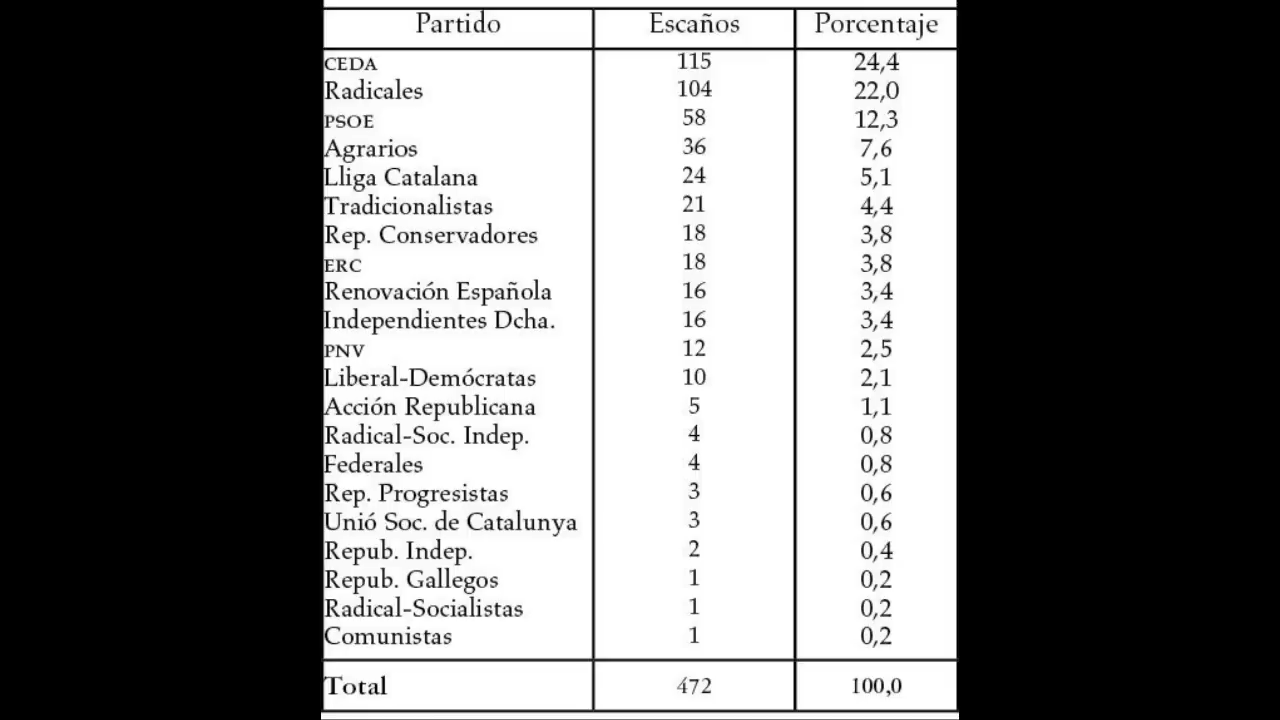 Partido Escaños Porcentaje
CEDA 115 24,4
Radicales 104 22,0
PSOE 58 12,3
Agrarios 36 7,6
Lliga Catalana 24 5,1
Tradicionalistas 21 4,4
Rep. Conservadores 18 3,8
ERC 18 3,8
Renovación Española 16 3,4
Independientes Dcha. 16 3,4
PNV 12 2,5
Liberal-Demócratas 10 2,1
Acción Republicana 5 1,1
Radical-Soc. Indep. 4 0,8
Federales 4 0,8
Rep. Progresistas 3 0,6
Unió Soc. de Catalunya 3 0,6
Repub. Indep. 2 0,4
Repub. Gallegos 1 0,2
Radical-Socialistas 1 0,2
Comunistas 1 0,2
Total 472 100,0